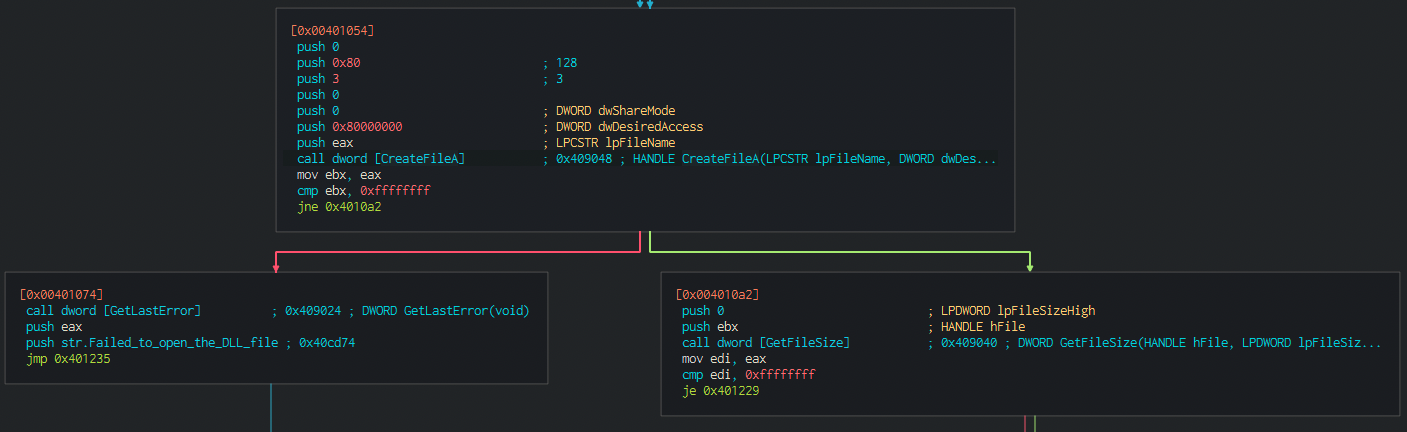 [0x00401054]
push 0
push 0x80 ; 128
push 3 ; 3
push 0
push 0 ; DWORD dwShareMode
push 0x80000000 ; DWORD dwDesiredAccess
push eax ; LPCSTR lpFileName
call dword [CreateFileA] ; 0x409048 ; HANDLE CreateFileA(LPCSTR lpFileName, DWORD dwDes...
mov ebx, eax
cmp ebx, 0xffffffff
jne 0x4010a2
[0x00401074]
call dword [GetLastError] ; 0x409024 ; DWORD GetLastError(void)
push eax
push str.Failed_to_open_the_DLL_file ; 0x40cd74
jmp 0x401235
[0x004010a2]
push 0 ; LPDWORD lpFileSizeHigh
push ebx ; HANDLE hFile
call dword [GetFileSize] ; 0x409040 ; DWORD GetFileSize(HANDLE hFile, LPDWORD lpFileSiz...
mov edi, eax
cmp edi, 0xffffffff
je 0x401229